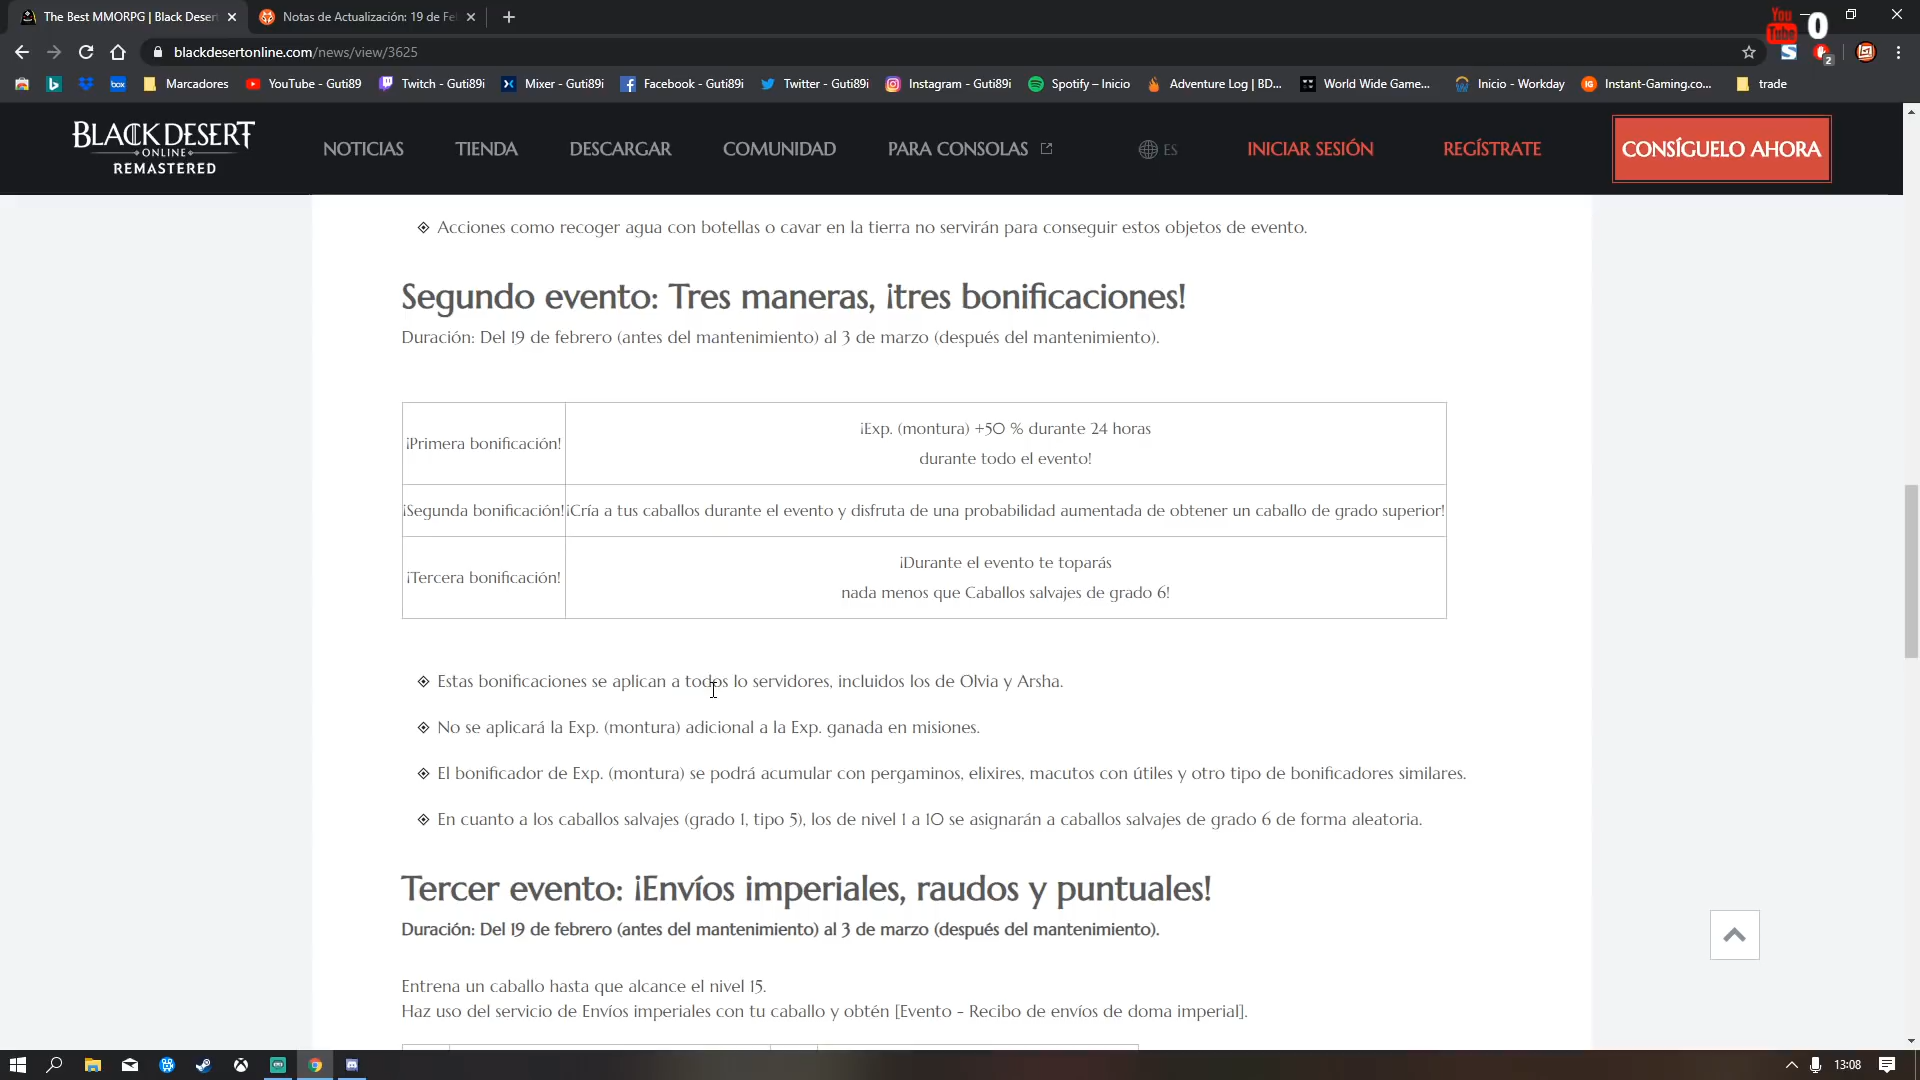 The Best MMORPG | Black Desert
Notas de Actualización: 19 de Fe
You
Tube
0
blackdesertonline.com/news/view/3625
2
Marcadores
YouTube - Guti89
Twitch - Guti89i
Mixer - Guti89i
Facebook - Guti89i
Twitter - Guti89i
Instagram - Guti89i
Spotify – Inicio
Adventure Log | BD...
World Wide Game...
Inicio - Workday
Instant-Gaming.co...
trade
BLACK DESERT
ONLINE
REMASTERED
NOTICIAS
TIENDA
DESCARGAR
COMUNIDAD
PARA CONSOLAS
ES
INICIAR SESIÓN
REGÍSTRATE
CONSÍGUELO AHORA
Acciones como recoger agua con botellas o cavar en la tierra no servirán para conseguir estos objetos de evento.
Segundo evento: Tres maneras, ¡tres bonificaciones!
Duración: Del 19 de febrero (antes del mantenimiento) al 3 de marzo (después del mantenimiento).
¡Primera bonificación!
¡Exp. (montura) +50 % durante 24 horas
durante todo el evento!
¡Segunda bonificación!
¡Cría a tus caballos durante el evento y disfruta de una probabilidad aumentada de obtener un caballo de grado superior!
¡Tercera bonificación!
¡Durante el evento te toparás
nada menos que Caballos salvajes de grado 6!
Estas bonificaciones se aplican a todos lo servidores, incluidos los de Olvia y Arsha.
No se aplicará la Exp. (montura) adicional a la Exp. ganada en misiones.
El bonificador de Exp. (montura) se podrá acumular con pergaminos, elixires, macutos con útiles y otro tipo de bonificadores similares.
En cuanto a los caballos salvajes (grado 1, tipo 5), los de nivel 1 a 10 se asignarán a caballos salvajes de grado 6 de forma aleatoria.
Tercer evento: ¡Envíos imperiales, raudos y puntuales!
Duración: Del 19 de febrero (antes del mantenimiento) al 3 de marzo (después del mantenimiento).
Entrena un caballo hasta que alcance el nivel 15.
Haz uso del servicio de Envíos imperiales con tu caballo y obtén [Evento - Recibo de envíos de doma imperial].
13:08